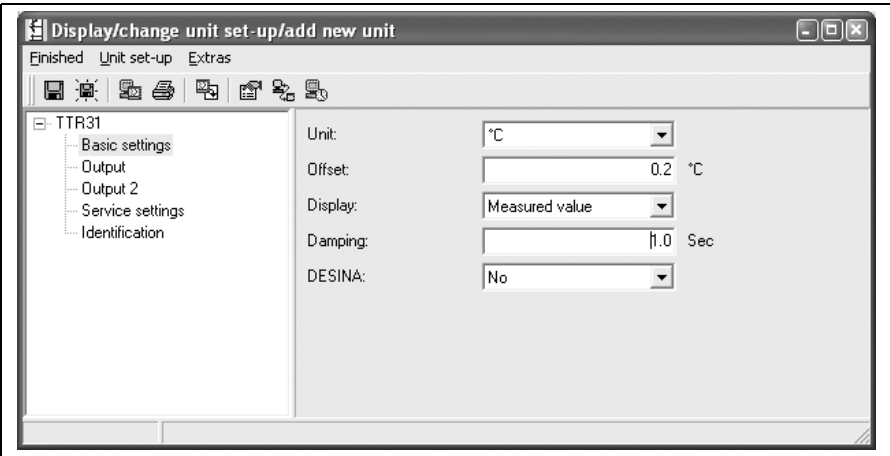 Display/change unit set-up/add new unit
Finished Unit set-up Extras
TTR31
Basic settings
Output
Output 2
Service settings
Identification
Unit: °C
Offset: 0.2 °C
Display: Measured value
Damping: 1.0 Sec
DESINA: No